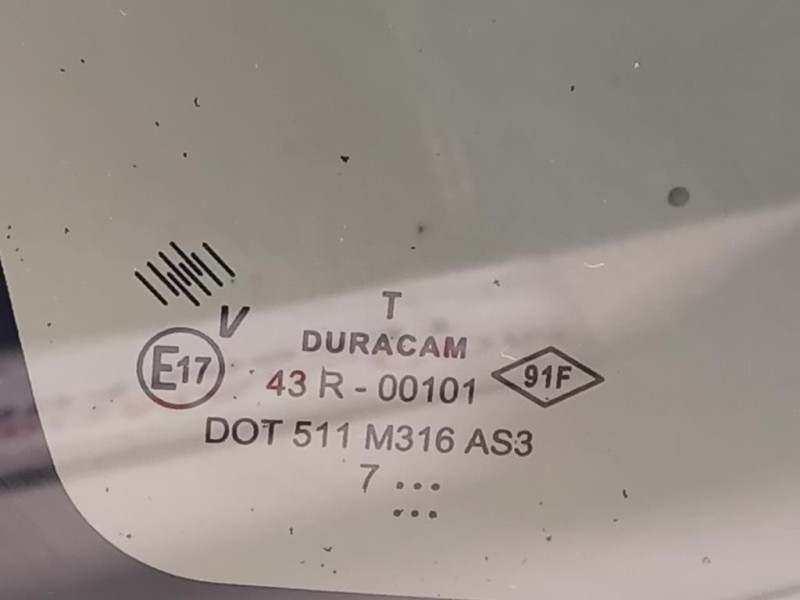 V
T
DURACAM
E17 43 R - 00101 91F
DOT 511 M316 AS3
7 ...
...